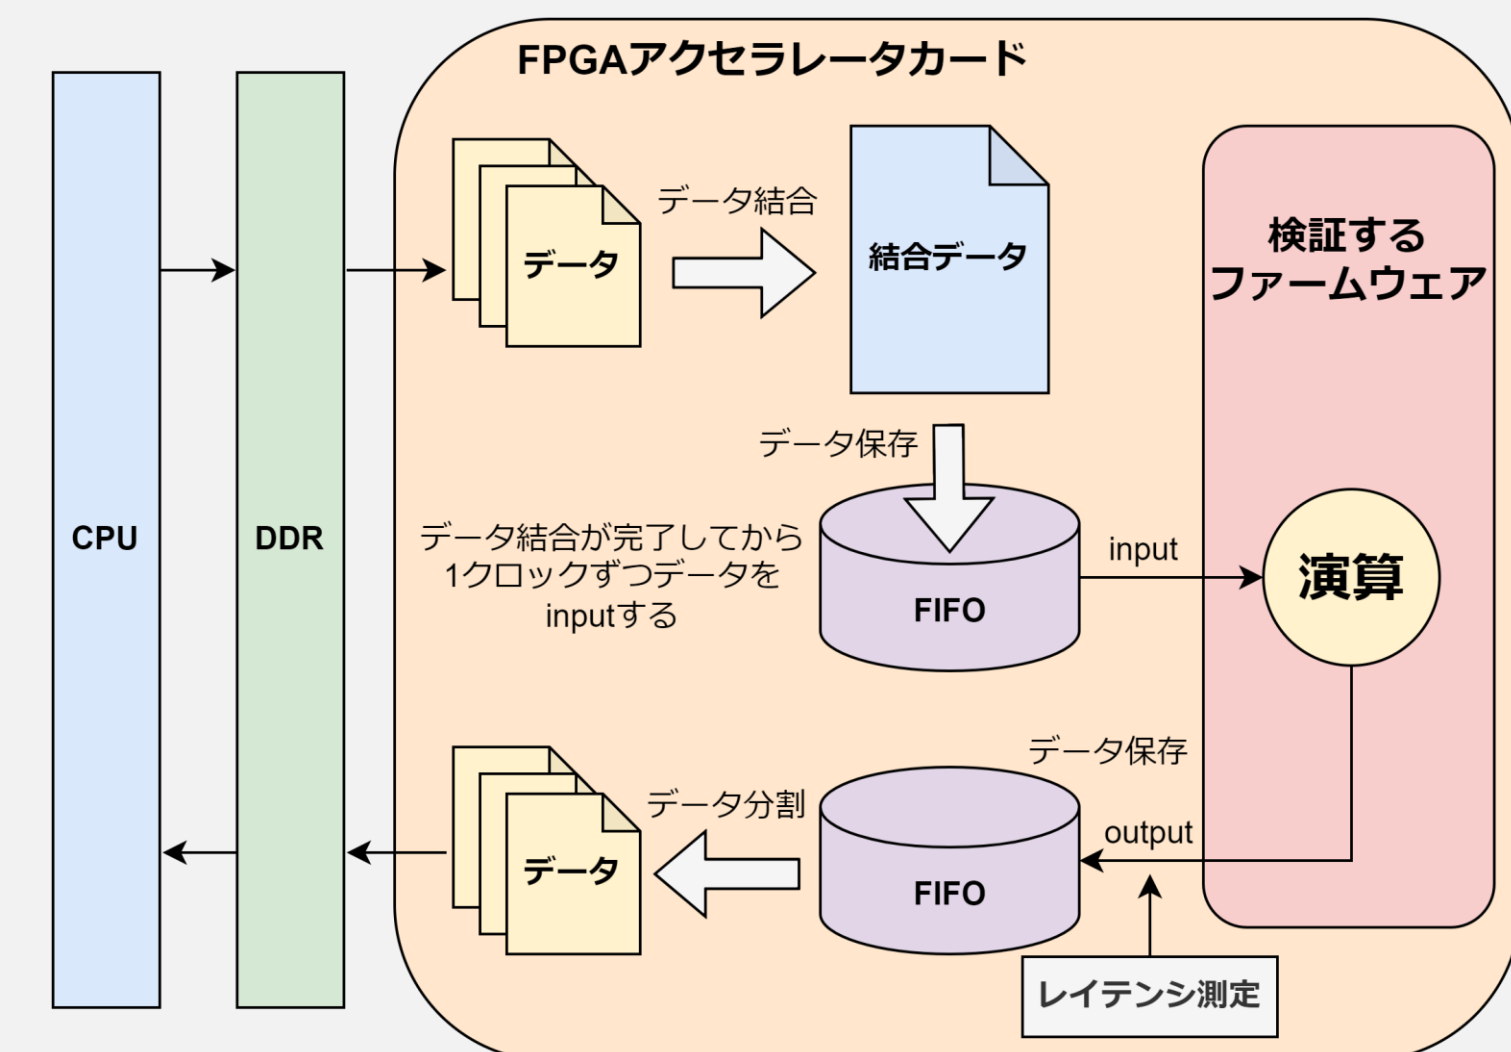 FPGAアクセラレータカード
データ
データ結合
結合データ
検証する
ファームウェア
データ保存
CPU
DDR
データ結合が完了してから
1クロックずつデータを
inputする
FIFO
input
演算
データ保存
データ
データ分割
FIFO
output
レイテンシ測定